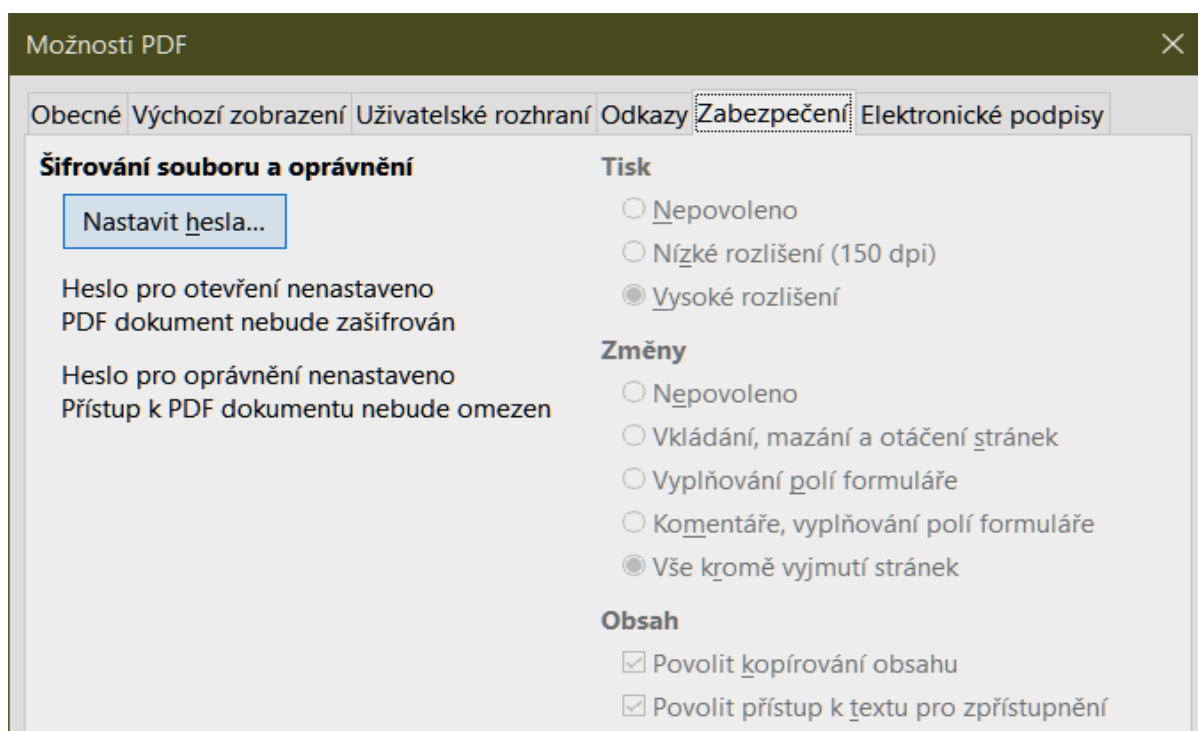 Možnosti PDF
Obecné Výchozí zobrazení Uživatelské rozhraní Odkazy Zabezpečení Elektronické podpisy
Šifrování souboru a oprávnění
Nastavit hesla...
Heslo pro otevření nenastaveno
PDF dokument nebude zašifrován
Heslo pro oprávnění nenastaveno
Přístup k PDF dokumentu nebude omezen
Tisk
Nepovoleno
Nízké rozlišení (150 dpi)
Vysoké rozlišení
Změny
Nepovoleno
Vkládání, mazání a otáčení stránek
Vyplňování polí formuláře
Komentáře, vyplňování polí formuláře
Vše kromě vyjmutí stránek
Obsah
Povolit kopírování obsahu
Povolit přístup k textu pro zpřístupnění